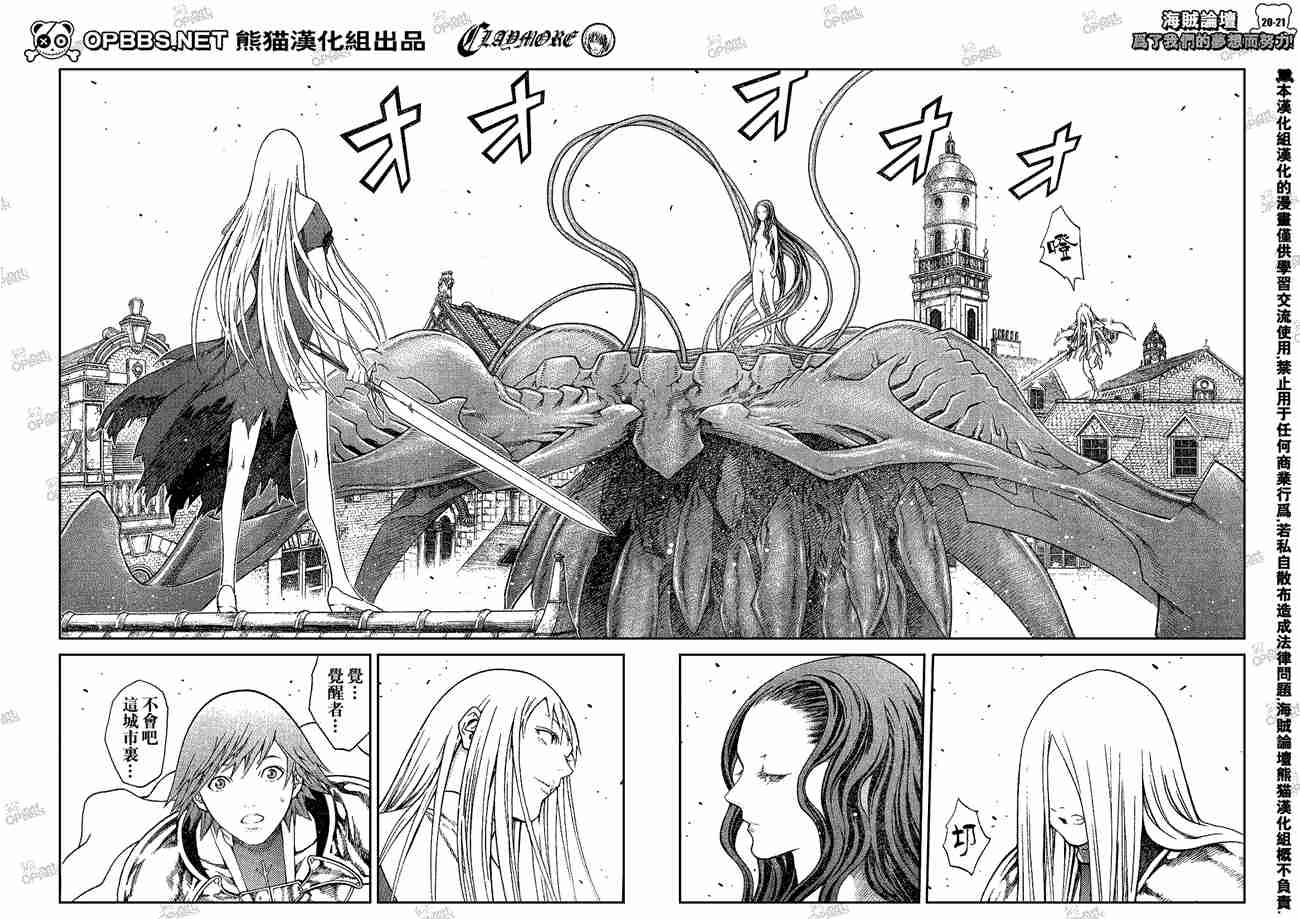 OPBBS.NET 熊猫漢化組出品
CLAYMORE
海賊論壇
20-21
爲了我們的夢想而努力!
オ
オ
オ
オ
オ
噔
切
覺…
覺醒者…
不會吧
這城市裏…
本漢化組漢化的漫畫僅供學習交流使用.禁止用于任何商業行爲.若私自散布造成法律問題.海賊論壇熊猫漢化組概不負責.